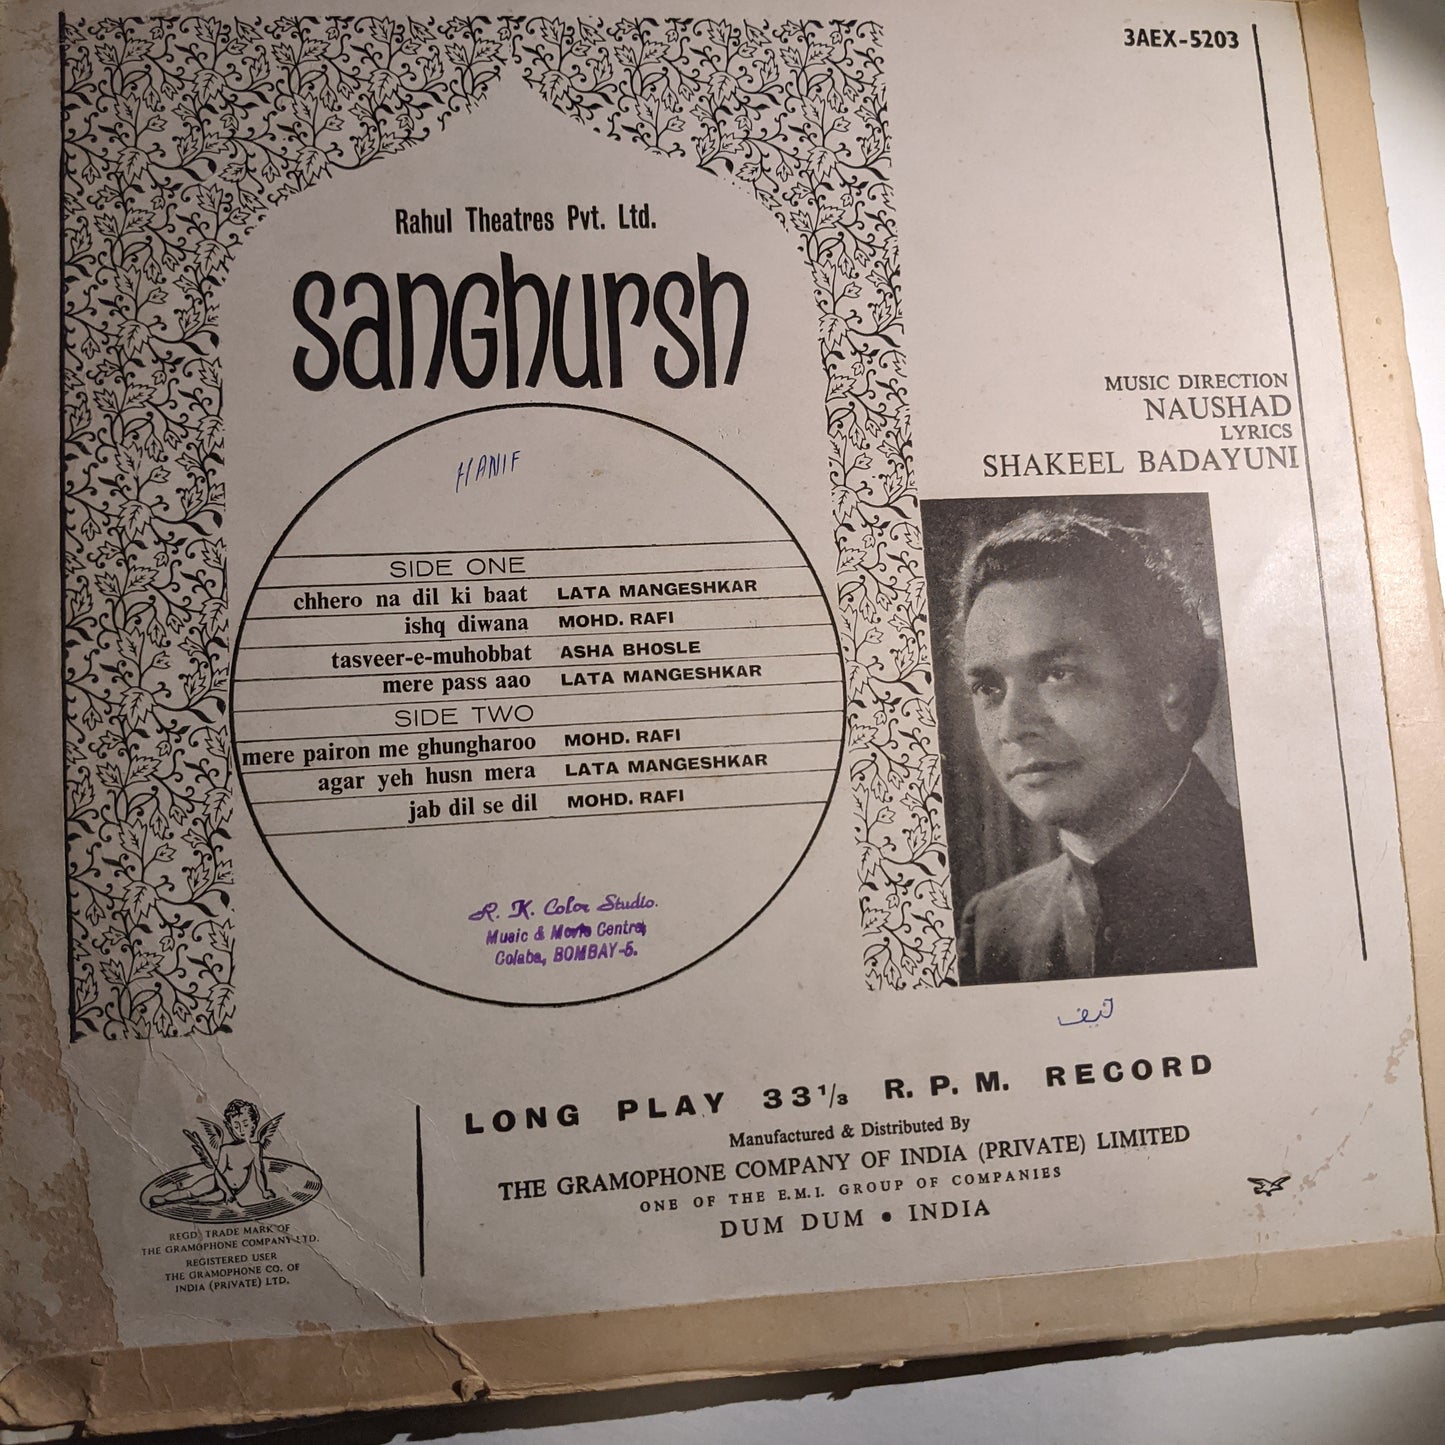 3AEX-5203
Rahul Theatres Pvt. Ltd.
sanghursh
MUSIC DIRECTION
NAUSHAD
LYRICS
SHAKEEL BADAYUNI
HANIF
SIDE ONE
chhero na dil ki baat LATA MANGESHKAR
ishq diwana MOHD. RAFI
tasveer-e-muhobbat ASHA BHOSLE
mere pass aao LATA MANGESHKAR
SIDE TWO
mere pairon me ghungharoo MOHD. RAFI
agar yeh husn mera LATA MANGESHKAR
jab dil se dil MOHD. RAFI
R. K. Color Studio.
Music & Movie Centre,
Colaba, BOMBAY-5.
LONG PLAY 33 1/3 R. P. M. RECORD
Manufactured & Distributed By
THE GRAMOPHONE COMPANY OF INDIA (PRIVATE) LIMITED
ONE OF THE E.M.I. GROUP OF COMPANIES
DUM DUM • INDIA
REGD. TRADE MARK OF
THE GRAMOPHONE COMPANY LTD.
REGISTERED USER
THE GRAMOPHONE CO. OF
INDIA (PRIVATE) LTD.